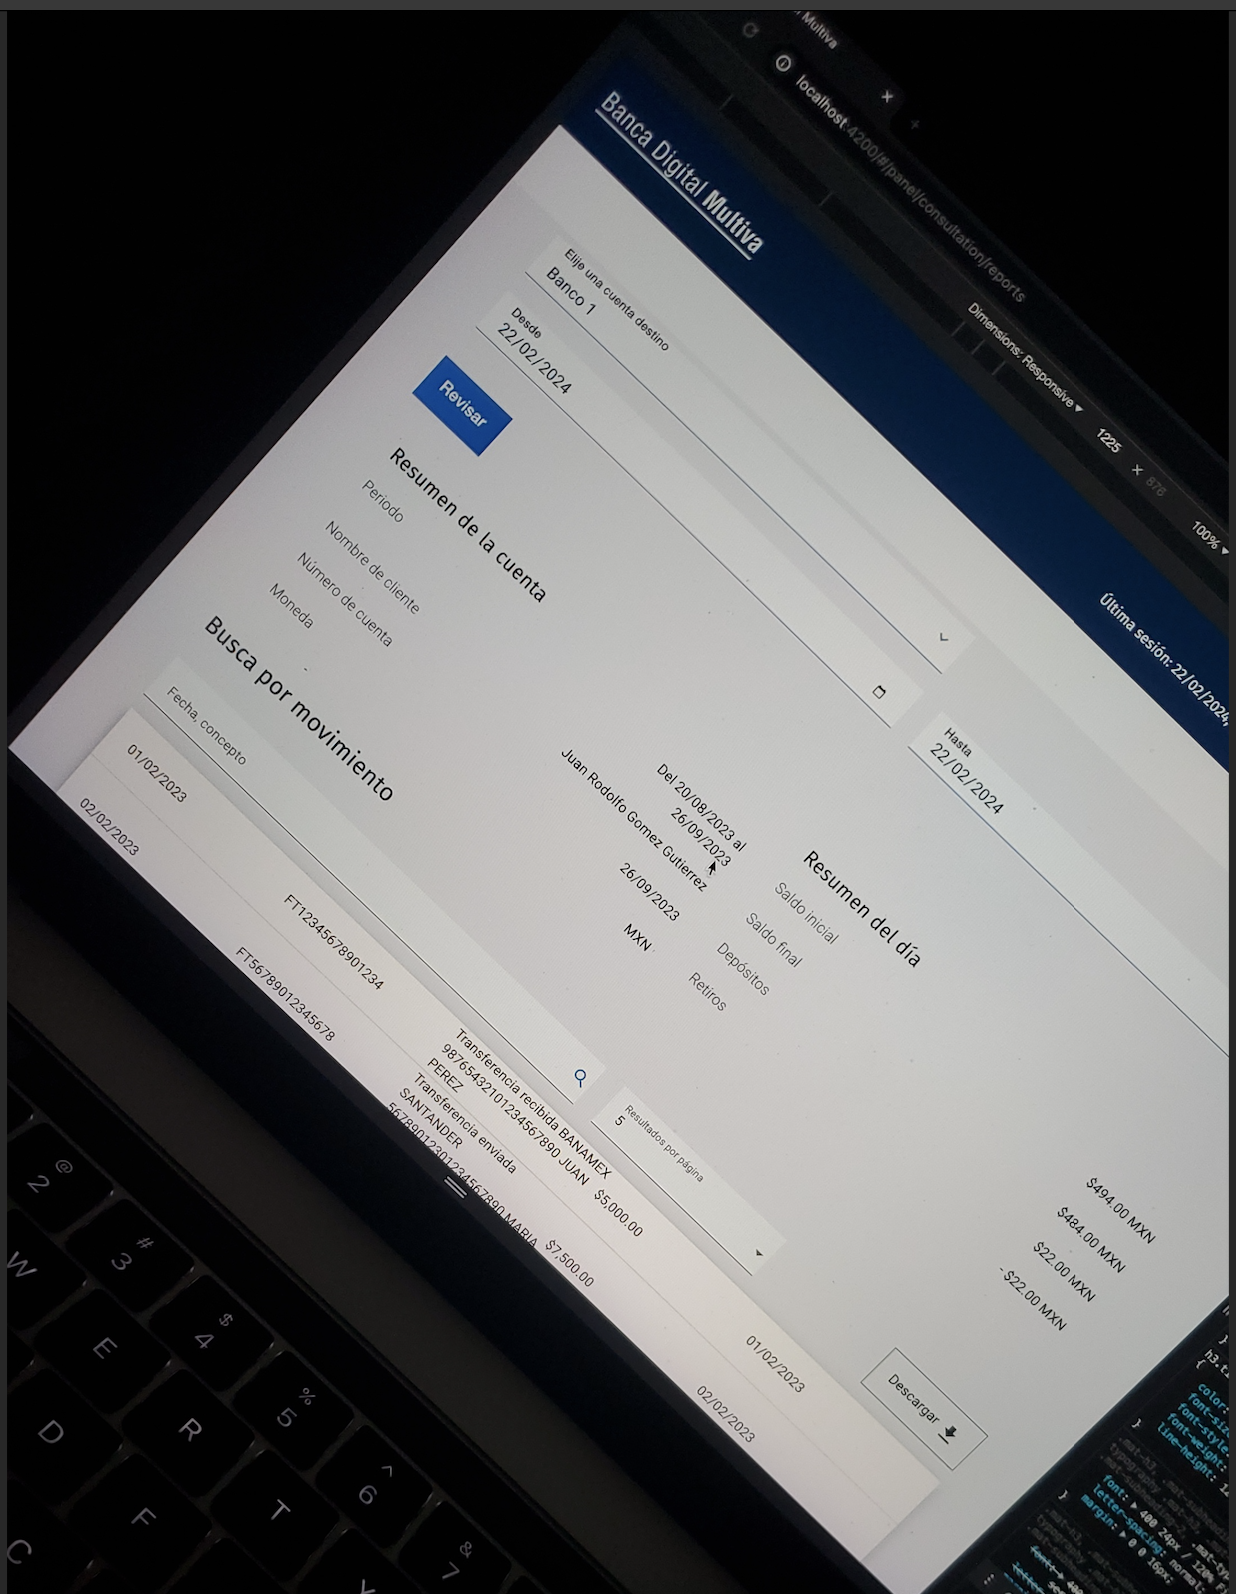 Multiva
localhost:4200/#/panel/consultation/reports
Dimensions: Responsive
1225 × 876
100%
Banca Digital Multiva
Última sesión: 22/02/2024,
Elije una cuenta destino
Banco 1
Desde
22/02/2024
Hasta
22/02/2024
Revisar
Resumen de la cuenta
Periodo
Del 20/08/2023 al
26/09/2023
Nombre de cliente
Juan Rodolfo Gomez Gutierrez
Número de cuenta
26/09/2023
Moneda
MXN
Resumen del día
Saldo inicial
$494.00 MXN
Saldo final
$484.00 MXN
Depósitos
$22.00 MXN
Retiros
- $22.00 MXN
Busca por movimiento
Fecha, concepto
Resultados por página
5
Descargar
01/02/2023
FT12345678901234
Transferencia recibida BANAMEX
98765432101234567890 JUAN
PEREZ
$5,000.00
01/02/2023
02/02/2023
FT56789012345678
Transferencia enviada
SANTANDER
56789012301234567890 MARIA
$7,500.00
02/02/2023
{
color:
font-size
font-style:
font-weight:
line-height:
}
font: 400 24px / 120%
letter-spacing: normal
margin: 0 0 16px;
}
@
2
#
3
$
4
%
5
^
6
&
7
W
E
R
T
Y
D
F
C